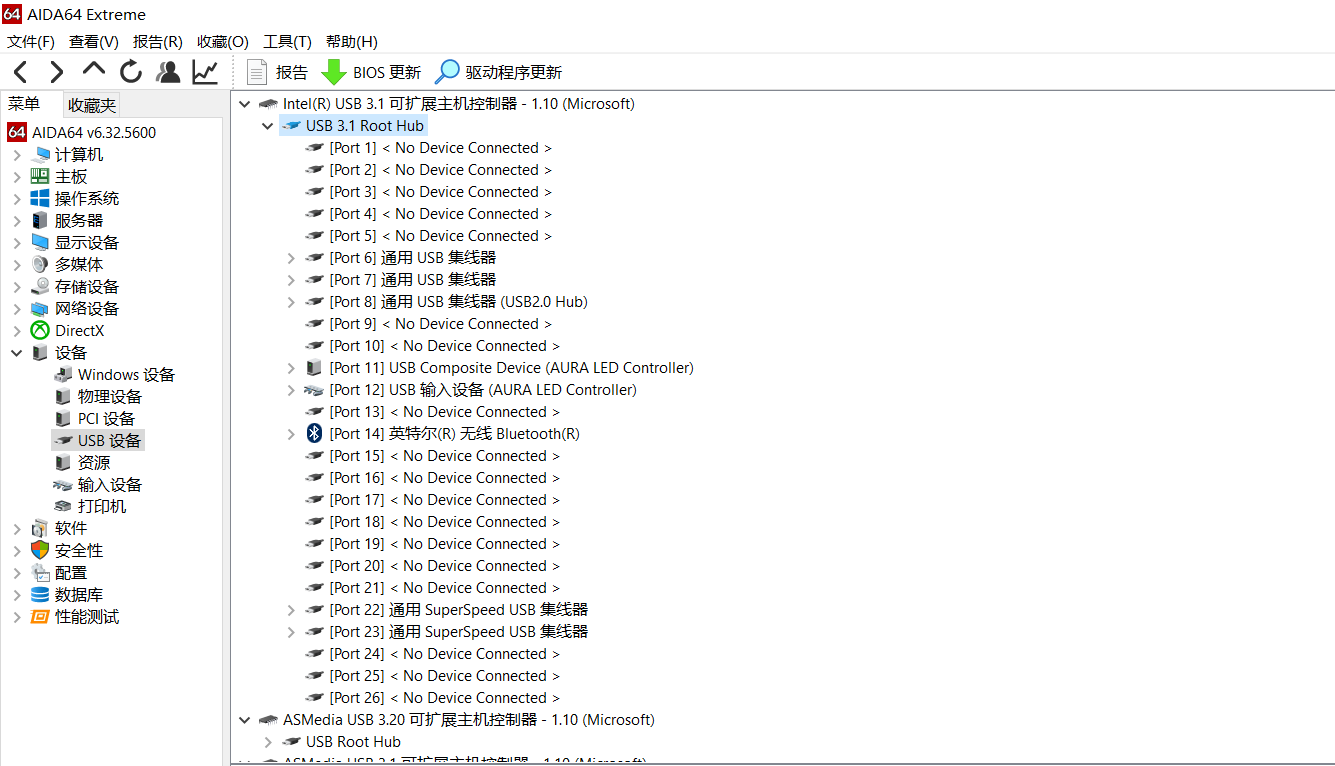 AIDA64 Extreme
文件(F) 查看(V) 报告(R) 收藏(O) 工具(T) 帮助(H)
报告 BIOS 更新 驱动程序更新
菜单 收藏夹
AIDA64 v6.32.5600
计算机
主板
操作系统
服务器
显示设备
多媒体
存储设备
网络设备
DirectX
设备
Windows 设备
物理设备
PCI 设备
USB 设备
资源
输入设备
打印机
软件
安全性
配置
数据库
性能测试
Intel(R) USB 3.1 可扩展主机控制器 - 1.10 (Microsoft)
USB 3.1 Root Hub
[Port 1] < No Device Connected >
[Port 2] < No Device Connected >
[Port 3] < No Device Connected >
[Port 4] < No Device Connected >
[Port 5] < No Device Connected >
[Port 6] 通用 USB 集线器
[Port 7] 通用 USB 集线器
[Port 8] 通用 USB 集线器 (USB2.0 Hub)
[Port 9] < No Device Connected >
[Port 10] < No Device Connected >
[Port 11] USB Composite Device (AURA LED Controller)
[Port 12] USB 输入设备 (AURA LED Controller)
[Port 13] < No Device Connected >
[Port 14] 英特尔(R) 无线 Bluetooth(R)
[Port 15] < No Device Connected >
[Port 16] < No Device Connected >
[Port 17] < No Device Connected >
[Port 18] < No Device Connected >
[Port 19] < No Device Connected >
[Port 20] < No Device Connected >
[Port 21] < No Device Connected >
[Port 22] 通用 SuperSpeed USB 集线器
[Port 23] 通用 SuperSpeed USB 集线器
[Port 24] < No Device Connected >
[Port 25] < No Device Connected >
[Port 26] < No Device Connected >
ASMedia USB 3.20 可扩展主机控制器 - 1.10 (Microsoft)
USB Root Hub
ASMedia USB 3.1 可扩展主机控制器 - 1.10 (Microsoft)